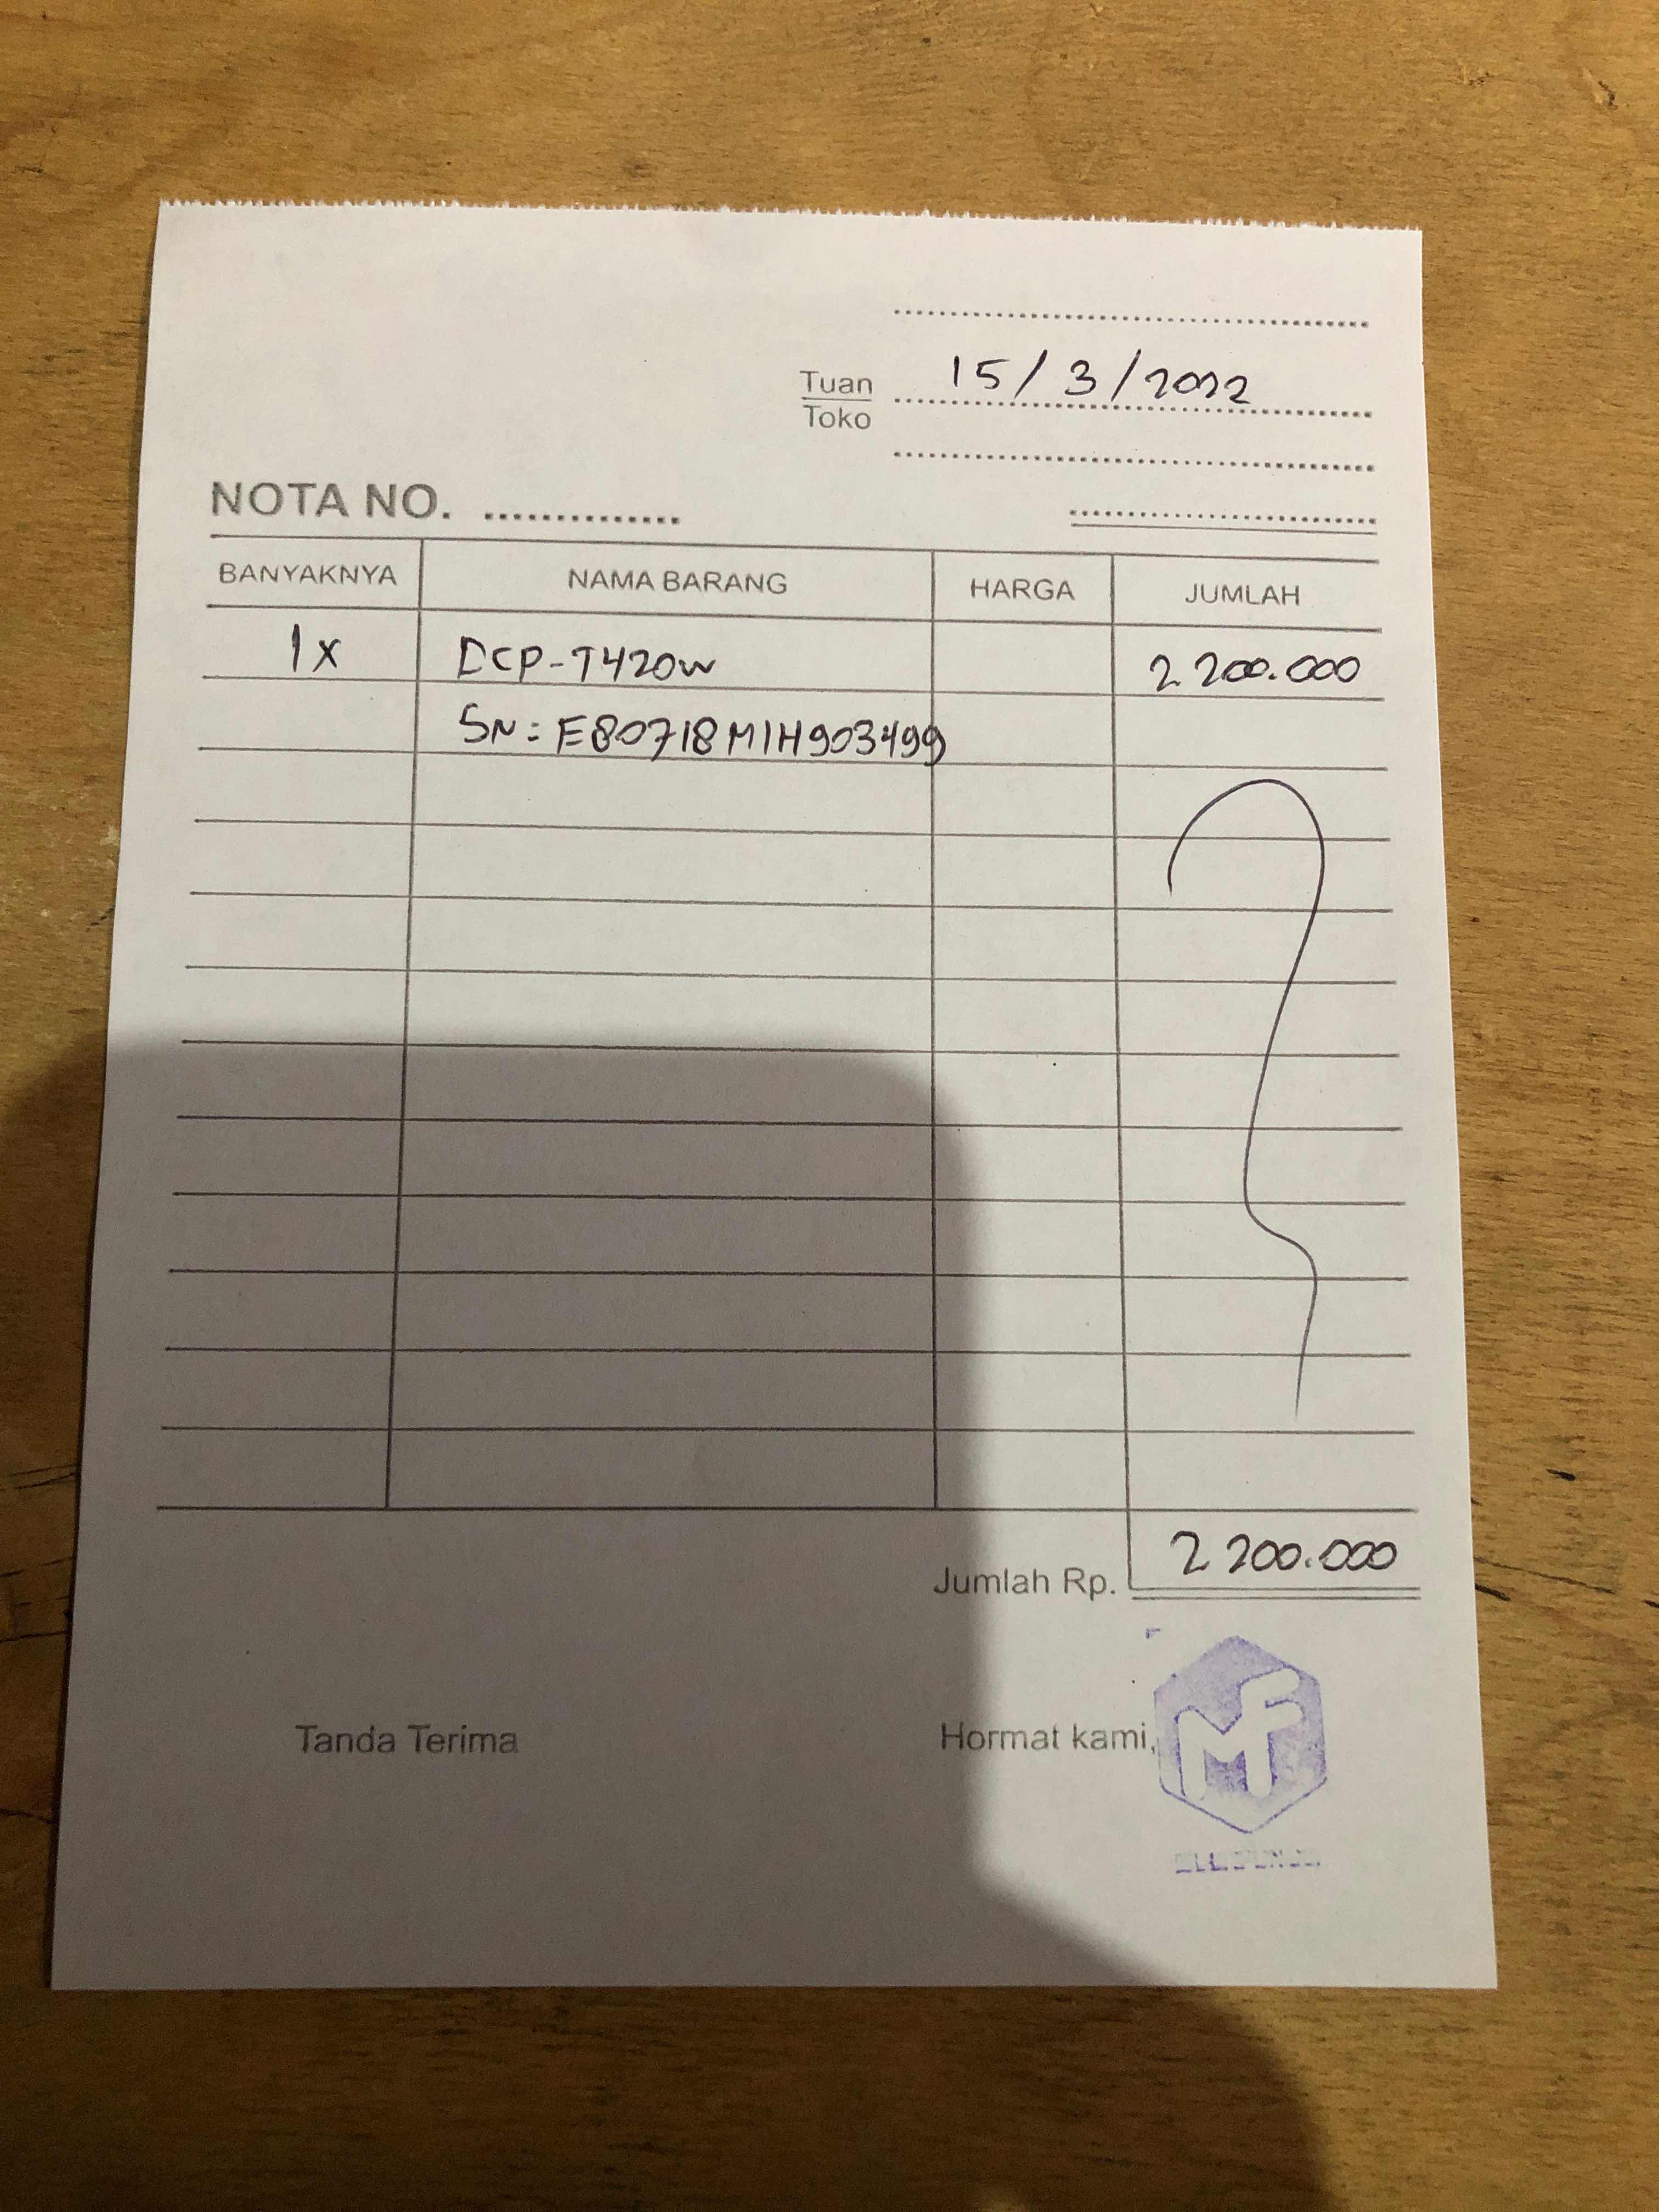 15/3/2022
Tuan
Toko
NOTA NO.
BANYAKNYA NAMA BARANG HARGA JUMLAH
1x DCP-T420w 2 200.000
SN: E80718M1H903499
Jumlah Rp. 2 200.000
Tanda Terima Hormat kami,
Mf